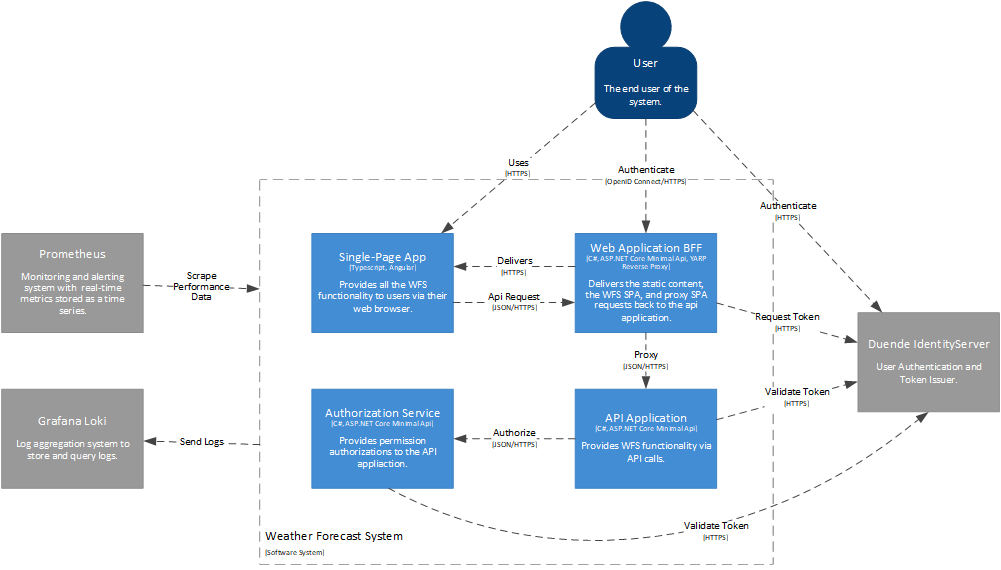 User
The end user of the
system.
Uses
(HTTPS)
Authenticate
(OpenID Connect/HTTPS)
Authenticate
(HTTPS)
Prometheus
Monitoring and alerting
system with real-time
metrics stored as a time
series.
Scrape
Performance
Data
Single-Page App
(Typescript, Angular)
Provides all the WFS
functionality to users via their
web browser.
Delivers
(HTTPS)
Api Request
(JSON/HTTPS)
Web Application BFF
(C#, ASP.NET Core Minimal Api, YARP
Reverse Proxy)
Delivers the static content,
the WFS SPA, and proxy SPA
requests back to the api
application.
Request Token
(HTTPS)
Duende IdentityServer
User Authentication and
Token Issuer.
Proxy
(JSON/HTTPS)
Validate Token
(HTTPS)
Grafana Loki
Log aggregation system to
store and query logs.
Send Logs
Authorization Service
(C#, ASP.NET Core Minimal Api)
Provides permission
authorizations to the API
appliaction.
Authorize
(JSON/HTTPS)
API Application
(C#, ASP.NET Core Minimal Api)
Provides WFS functionality via
API calls.
Validate Token
(HTTPS)
Weather Forecast System
(Software System)